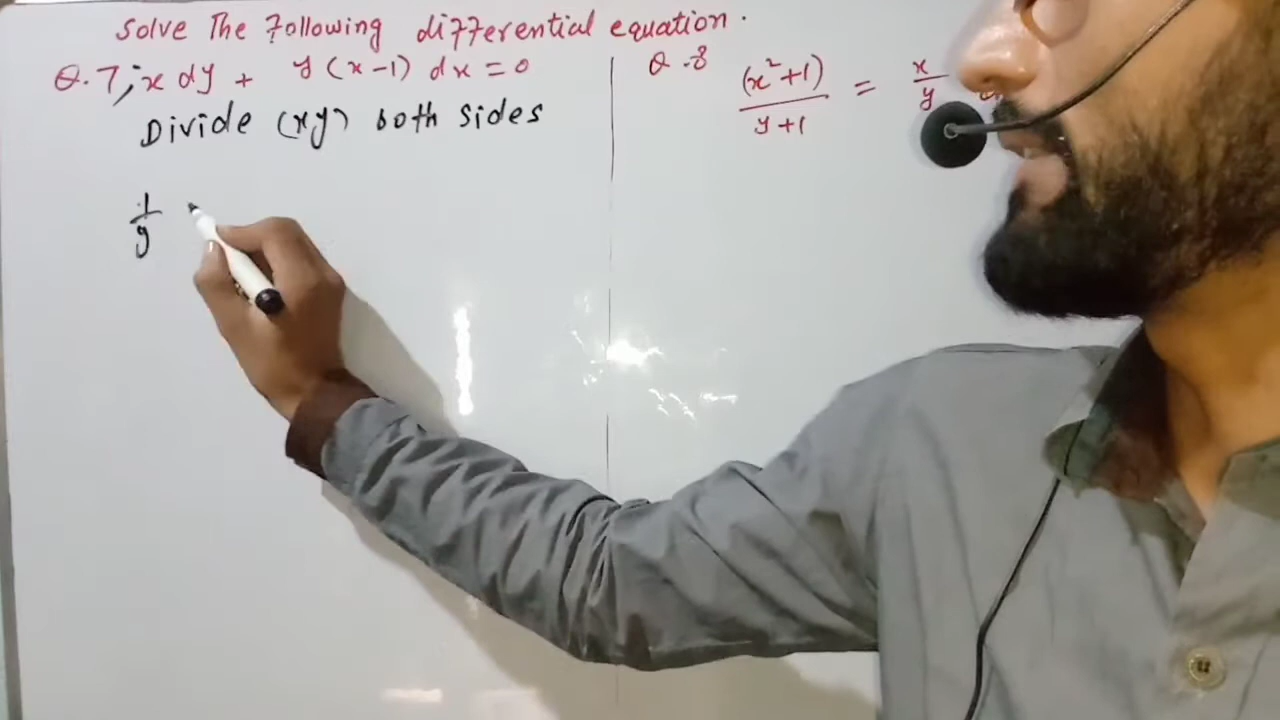 Solve The Following differential equation.
Q.7, x dy + y (x-1) dx = 0
Divide (xy) both sides
1/y
Q.8 (x²+1)/(y+1) = x/y